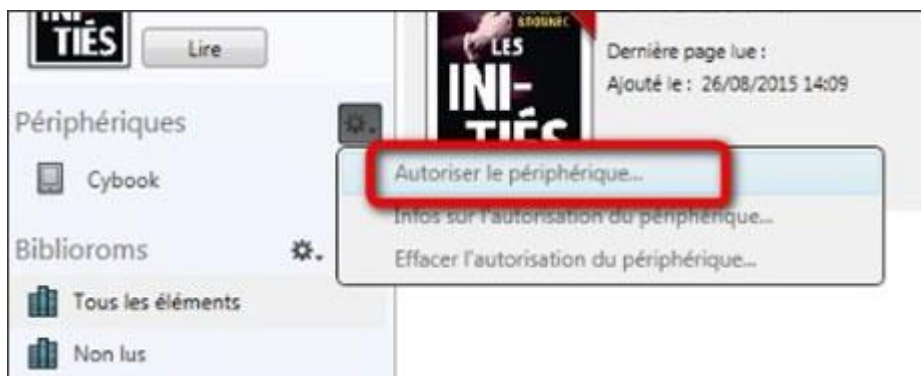 INI-
TIÉS
Lire
LES
INI-
TIÉS
Dernière page lue :
Ajouté le : 26/08/2015 14:09
Périphériques
Cybook
Autoriser le périphérique...
Infos sur l'autorisation du périphérique...
Effacer l'autorisation du périphérique...
Biblioroms
Tous les éléments
Non lus